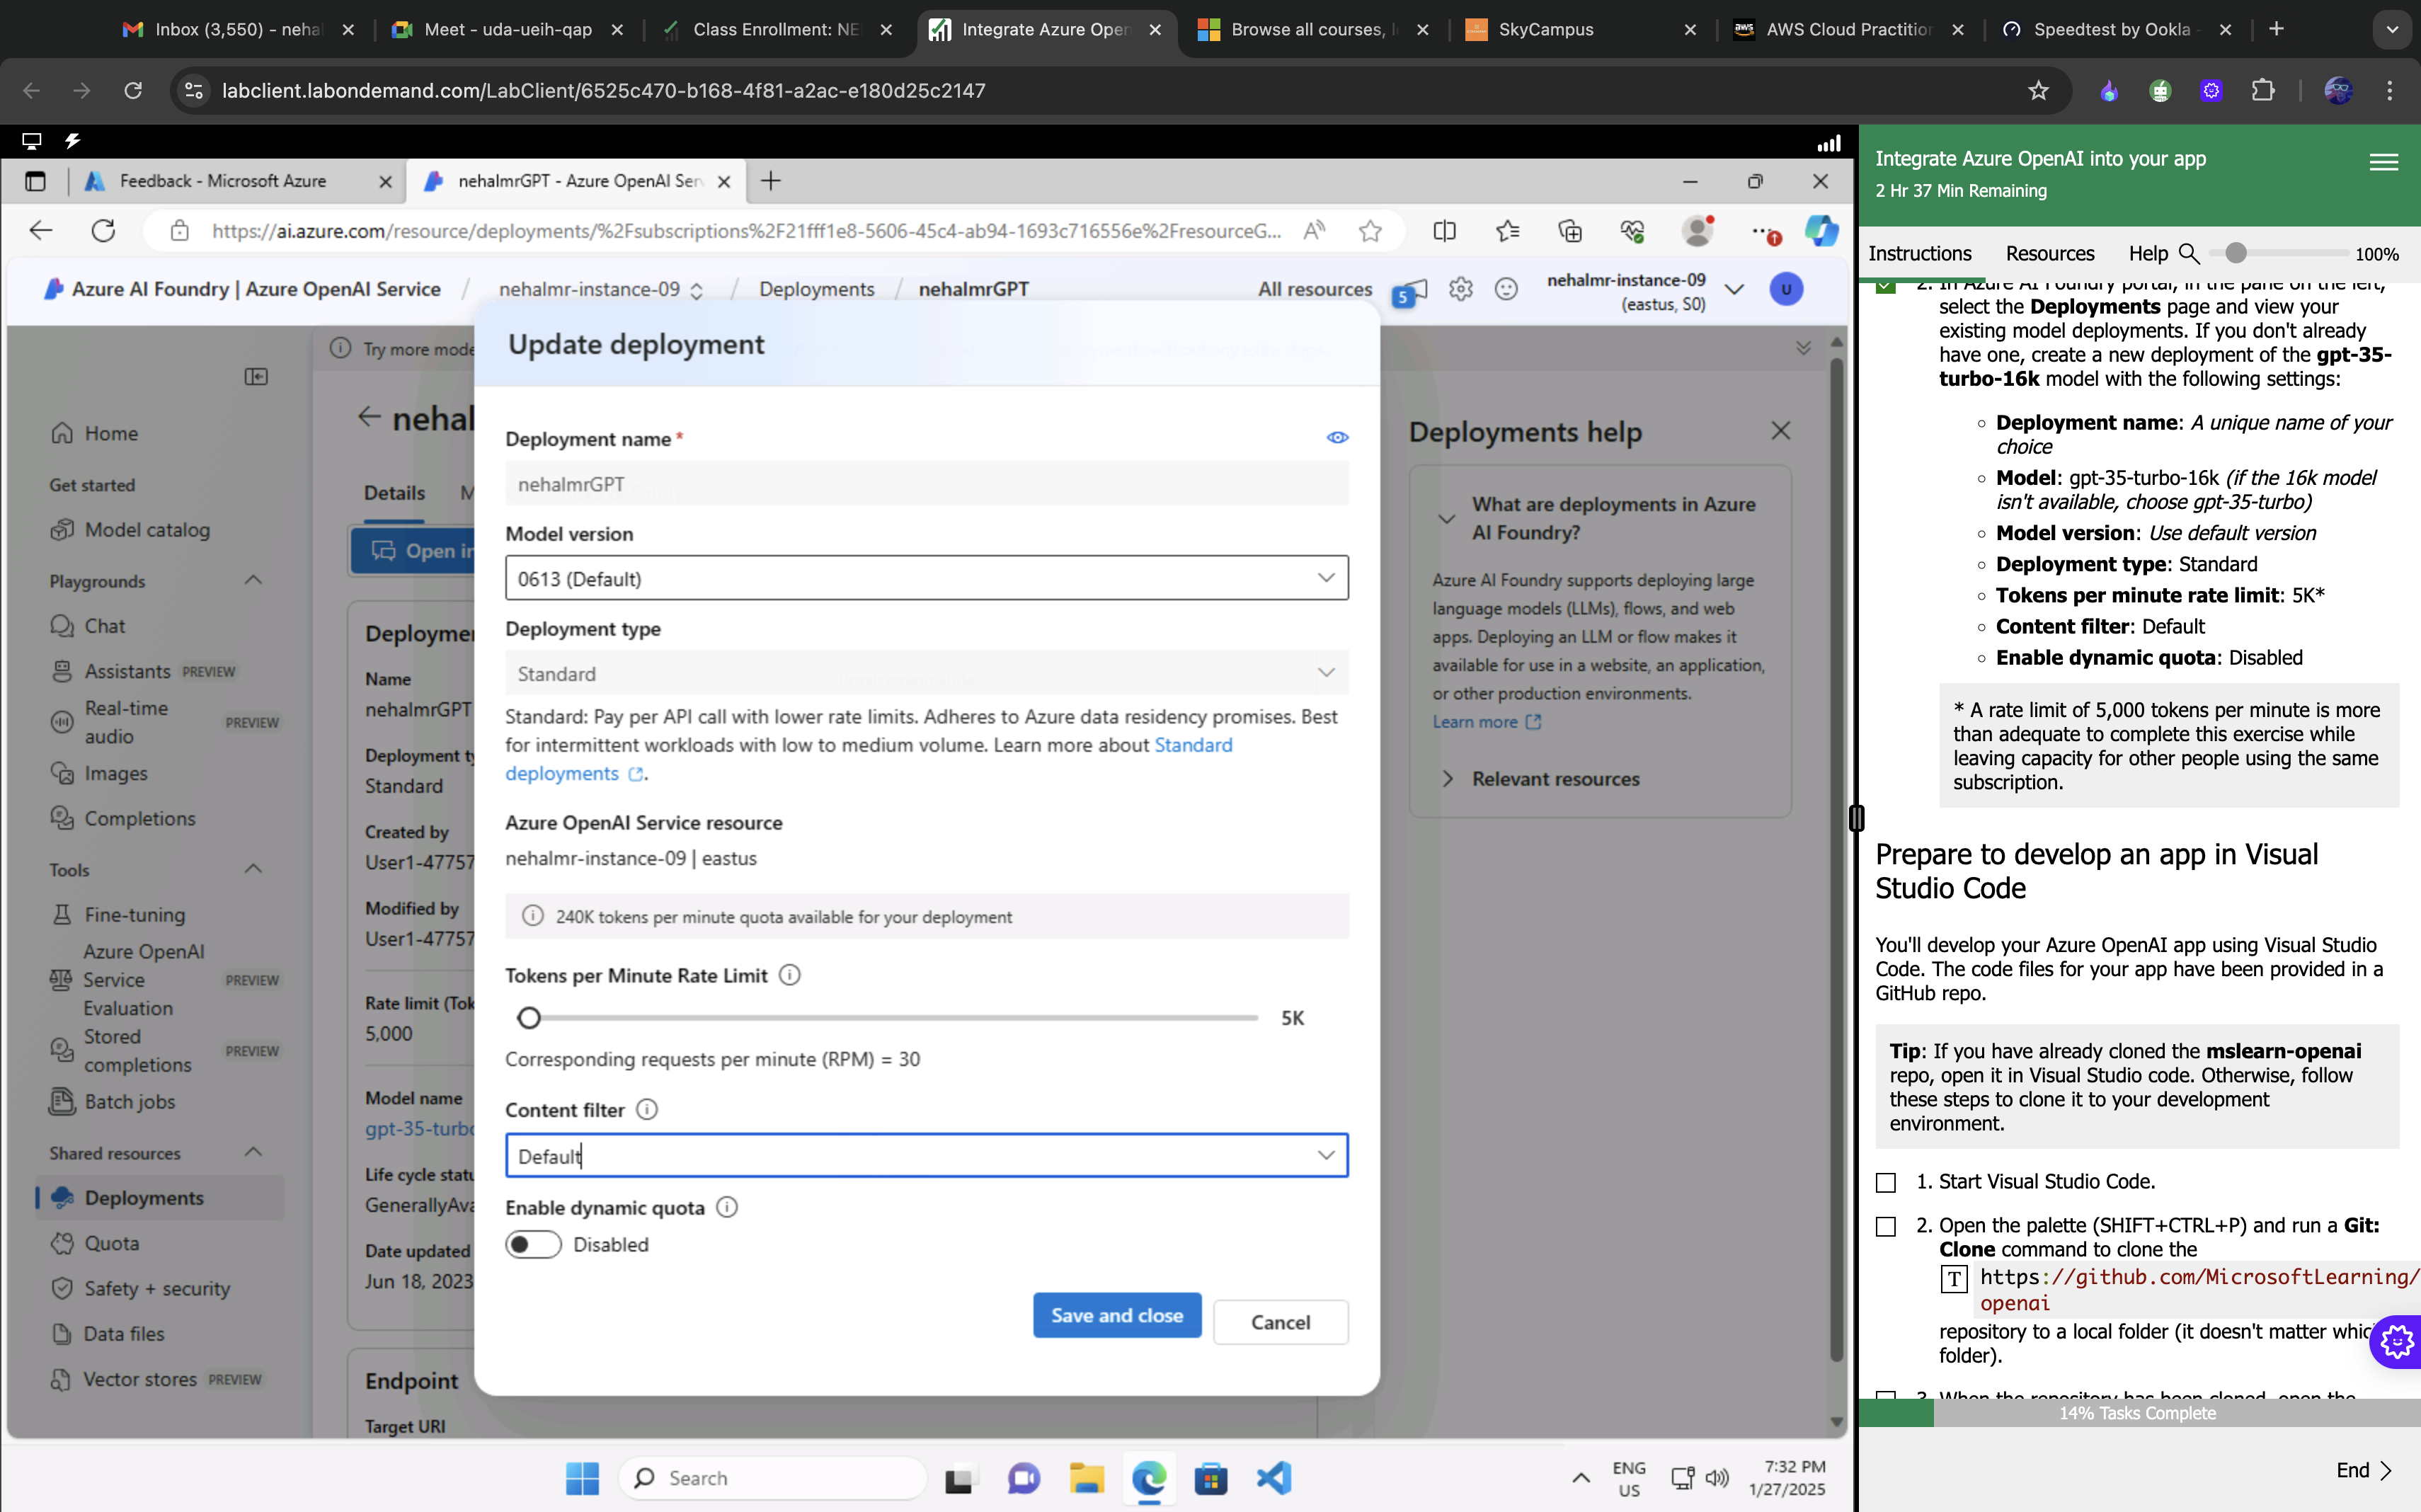 Inbox (3,550) - neha
Meet - uda-ueih-qap
Class Enrollment: NE
Integrate Azure Open
Browse all courses, l
SkyCampus
AWS Cloud Practition
Speedtest by Ookla -
labclient.labondemand.com/LabClient/6525c470-b168-4f81-a2ac-e180d25c2147
Feedback - Microsoft Azure
nehalmrGPT - Azure OpenAI Ser
https://ai.azure.com/resource/deployments/%2Fsubscriptions%2F21fff1e8-5606-45c4-ab94-1693c716556e%2FresourceG...
Azure AI Foundry | Azure OpenAI Service / nehalmr-instance-09 / Deployments / nehalmrGPT
All resources
5
nehalmr-instance-09
(eastus, S0)
U
Home
Get started
Model catalog
Playgrounds
Chat
Assistants PREVIEW
Real-time
audio
PREVIEW
Images
Completions
Tools
Fine-tuning
Azure OpenAI
Service
Evaluation
PREVIEW
Stored
completions
PREVIEW
Batch jobs
Shared resources
Deployments
Quota
Safety + security
Data files
Vector stores PREVIEW
Try more mode
nehal
Details M
Open in
Deployme
Name
nehalmrGPT
Deployment ty
Standard
Created by
User1-47757
Modified by
User1-47757
Rate limit (Tok
5,000
Model name
gpt-35-turbo
Life cycle statu
GenerallyAva
Date updated
Jun 18, 2023
Endpoint
Target URI
Update deployment
Deployment name *
nehalmrGPT
Model version
0613 (Default)
Deployment type
Standard
Standard: Pay per API call with lower rate limits. Adheres to Azure data residency promises. Best
for intermittent workloads with low to medium volume. Learn more about Standard
deployments .
Azure OpenAI Service resource
nehalmr-instance-09 | eastus
240K tokens per minute quota available for your deployment
Tokens per Minute Rate Limit
5K
Corresponding requests per minute (RPM) = 30
Content filter
Default
Enable dynamic quota
Disabled
Save and close
Cancel
Deployments help
What are deployments in Azure
AI Foundry?
Azure AI Foundry supports deploying large
language models (LLMs), flows, and web
apps. Deploying an LLM or flow makes it
available for use in a website, an application,
or other production environments.
Learn more
Relevant resources
Search
ENG
US
7:32 PM
1/27/2025
Integrate Azure OpenAI into your app
2 Hr 37 Min Remaining
Instructions Resources Help 100%
2. In Azure AI Foundry portal, in the pane on the left,
select the Deployments page and view your
existing model deployments. If you don't already
have one, create a new deployment of the gpt-35-
turbo-16k model with the following settings:
◦ Deployment name: A unique name of your
choice
◦ Model: gpt-35-turbo-16k (if the 16k model
isn't available, choose gpt-35-turbo)
◦ Model version: Use default version
◦ Deployment type: Standard
◦ Tokens per minute rate limit: 5K*
◦ Content filter: Default
◦ Enable dynamic quota: Disabled
* A rate limit of 5,000 tokens per minute is more
than adequate to complete this exercise while
leaving capacity for other people using the same
subscription.
Prepare to develop an app in Visual
Studio Code
You'll develop your Azure OpenAI app using Visual Studio
Code. The code files for your app have been provided in a
GitHub repo.
Tip: If you have already cloned the mslearn-openai
repo, open it in Visual Studio code. Otherwise, follow
these steps to clone it to your development
environment.
1. Start Visual Studio Code.
2. Open the palette (SHIFT+CTRL+P) and run a Git:
Clone command to clone the
T https://github.com/MicrosoftLearning/
openai
repository to a local folder (it doesn't matter whic
folder).
3. When the repository has been cloned, open the
14% Tasks Complete
End